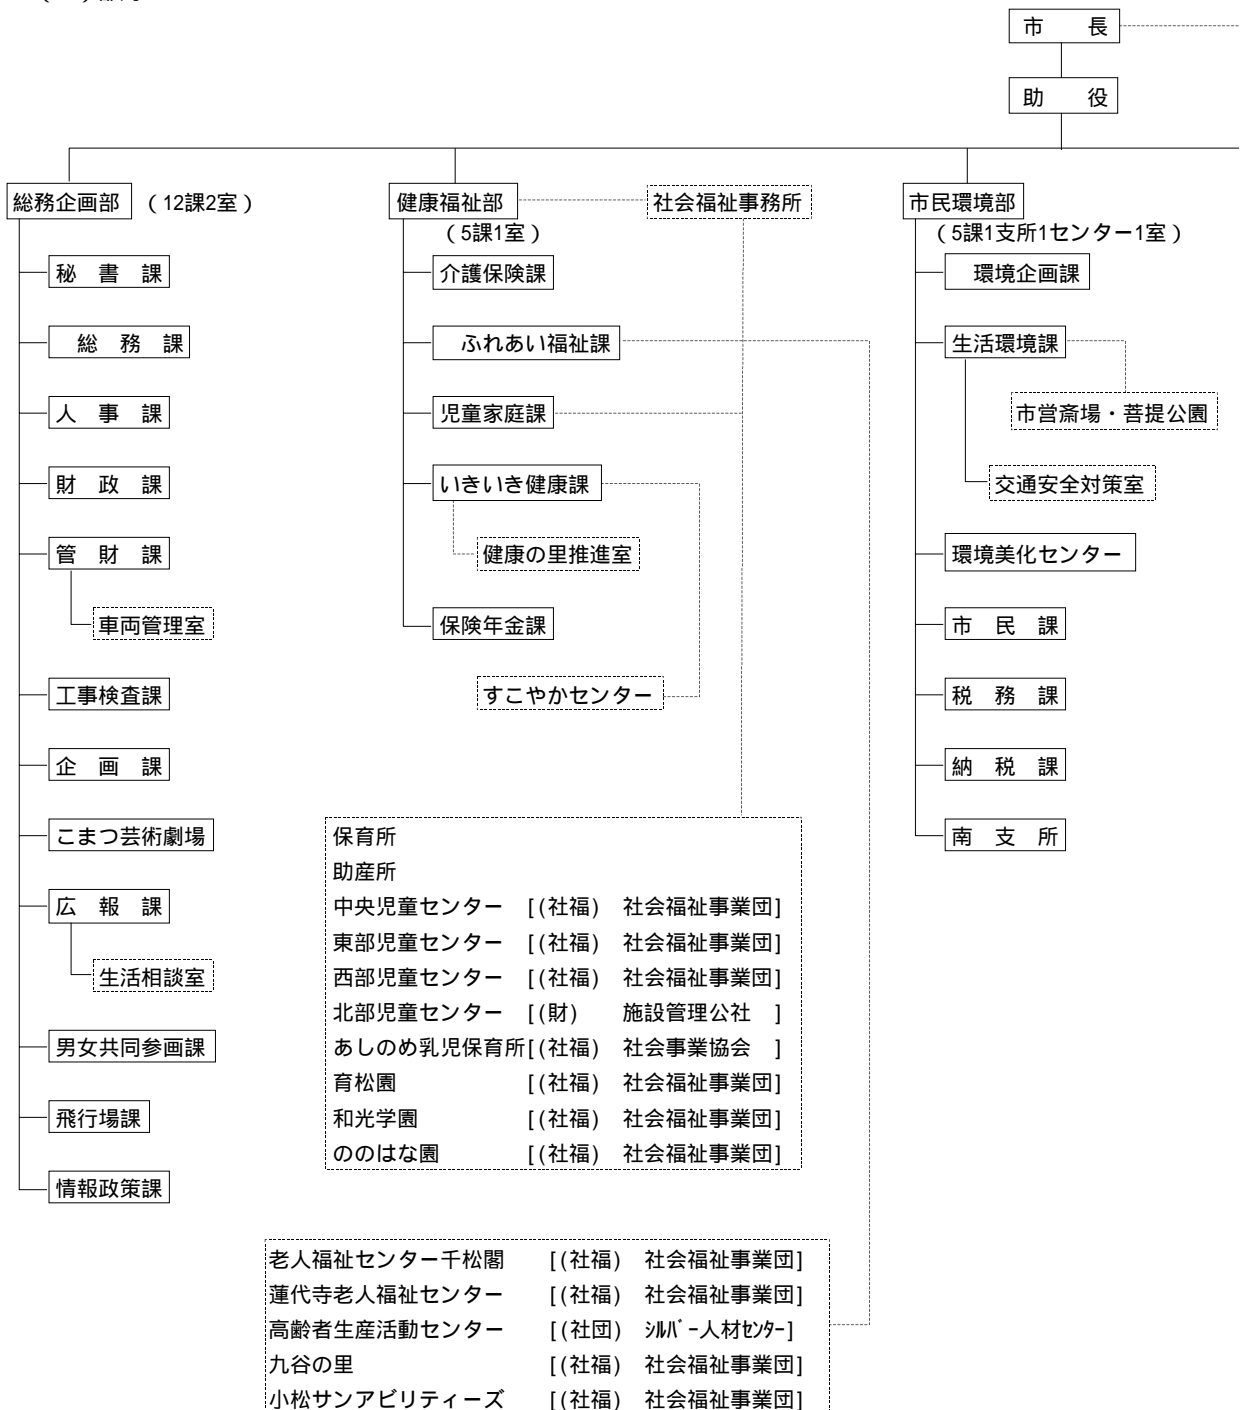 市　長
助　役
総務企画部 （12課2室）
秘　書　課
総　務　課
人　事　課
財　政　課
管　財　課
車両管理室
工事検査課
企　画　課
こまつ芸術劇場
広　報　課
生活相談室
男女共同参画課
飛行場課
情報政策課
健康福祉部
（5課1室）
社会福祉事務所
介護保険課
ふれあい福祉課
児童家庭課
いきいき健康課
健康の里推進室
保険年金課
すこやかセンター
保育所
助産所
中央児童センター [(社福) 社会福祉事業団]
東部児童センター [(社福) 社会福祉事業団]
西部児童センター [(社福) 社会福祉事業団]
北部児童センター [(財) 施設管理公社 ]
あしのめ乳児保育所[(社福) 社会事業協会 ]
育松園 [(社福) 社会福祉事業団]
和光学園 [(社福) 社会福祉事業団]
ののはな園 [(社福) 社会福祉事業団]
老人福祉センター千松閣 [(社福) 社会福祉事業団]
蓮代寺老人福祉センター [(社福) 社会福祉事業団]
高齢者生産活動センター [(社団) ｼﾙﾊﾞｰ人材ｾﾝﾀｰ]
九谷の里 [(社福) 社会福祉事業団]
小松サンアビリティーズ [(社福) 社会福祉事業団]
市民環境部
（5課1支所1センター1室）
環境企画課
生活環境課
市営斎場・菩提公園
交通安全対策室
環境美化センター
市　民　課
税　務　課
納　税　課
南　支　所